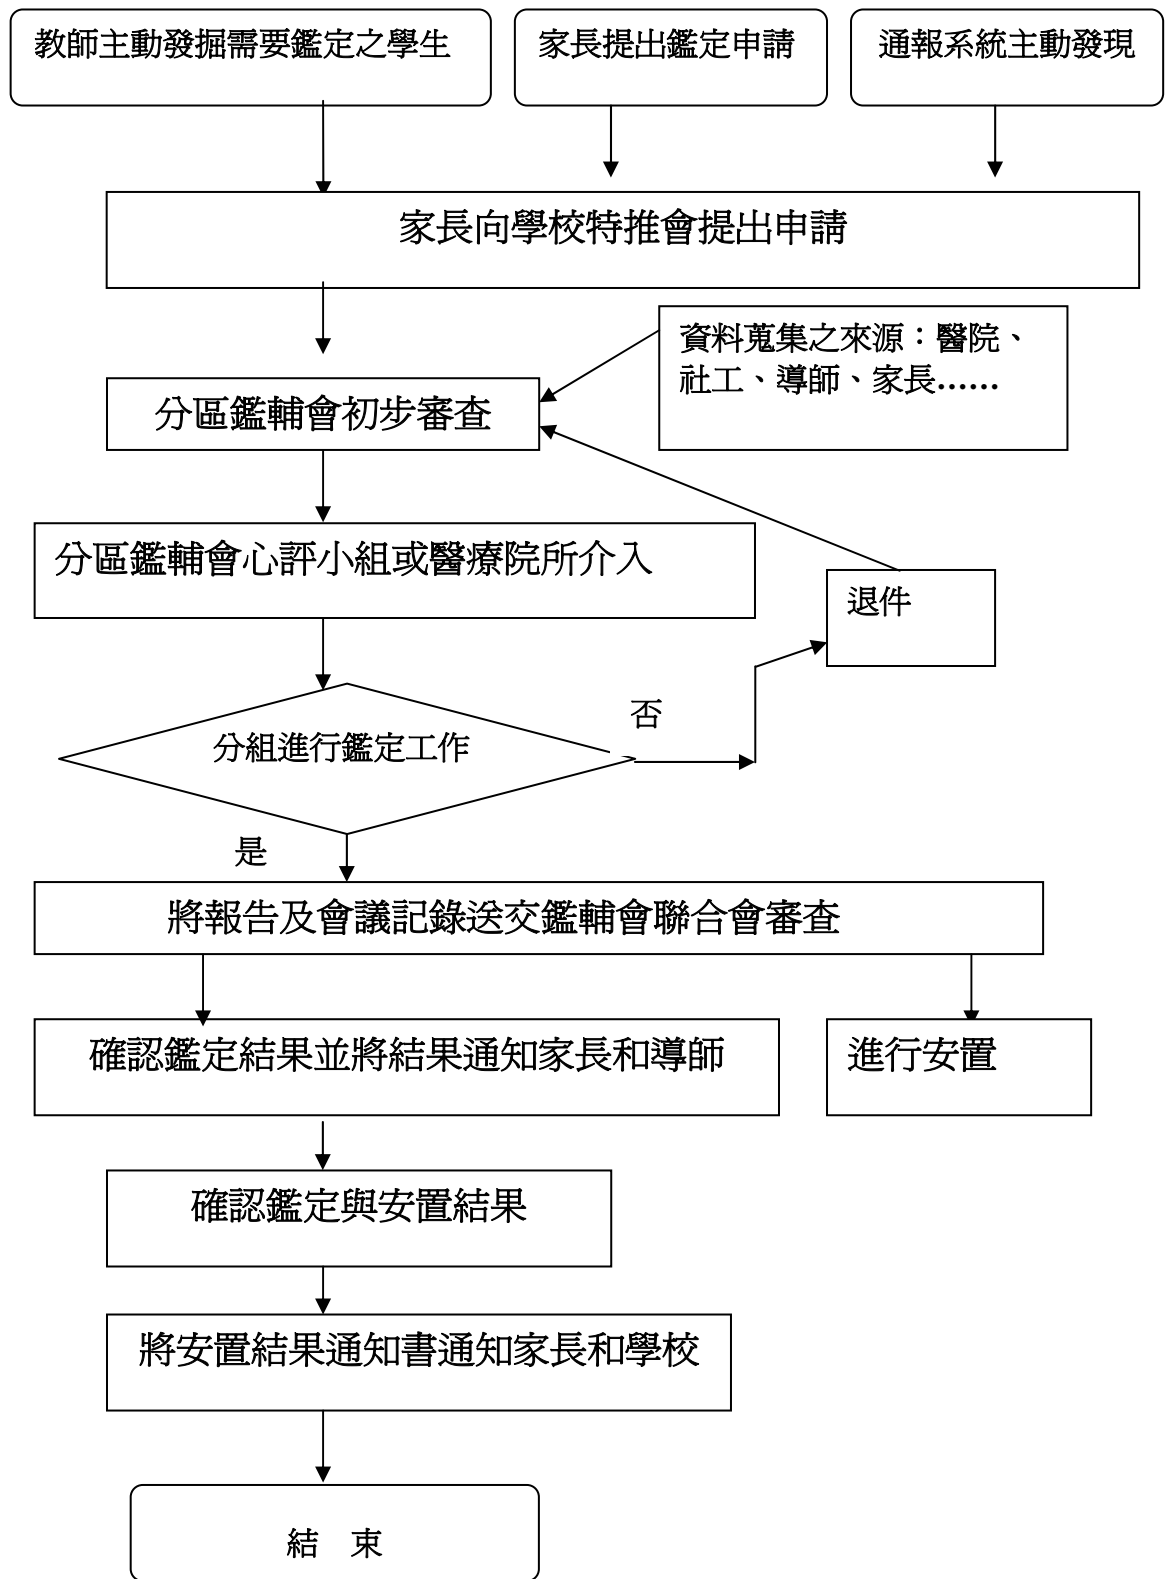 教師主動發掘需要鑑定之學生
家長提出鑑定申請
通報系統主動發現
家長向學校特推會提出申請
資料蒐集之來源：醫院、
社工、導師、家長……
分區鑑輔會初步審查
分區鑑輔會心評小組或醫療院所介入
退件
否
分組進行鑑定工作
是
將報告及會議記錄送交鑑輔會聯合會審查
確認鑑定結果並將結果通知家長和導師
進行安置
確認鑑定與安置結果
將安置結果通知書通知家長和學校
結　束